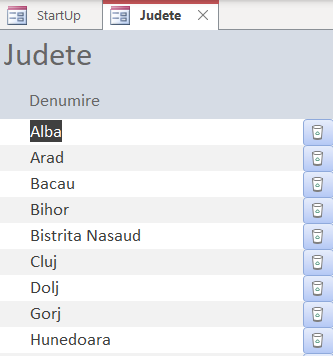 StartUp
Judete
Judete
Denumire
Alba
Arad
Bacau
Bihor
Bistrita Nasaud
Cluj
Dolj
Gorj
Hunedoara